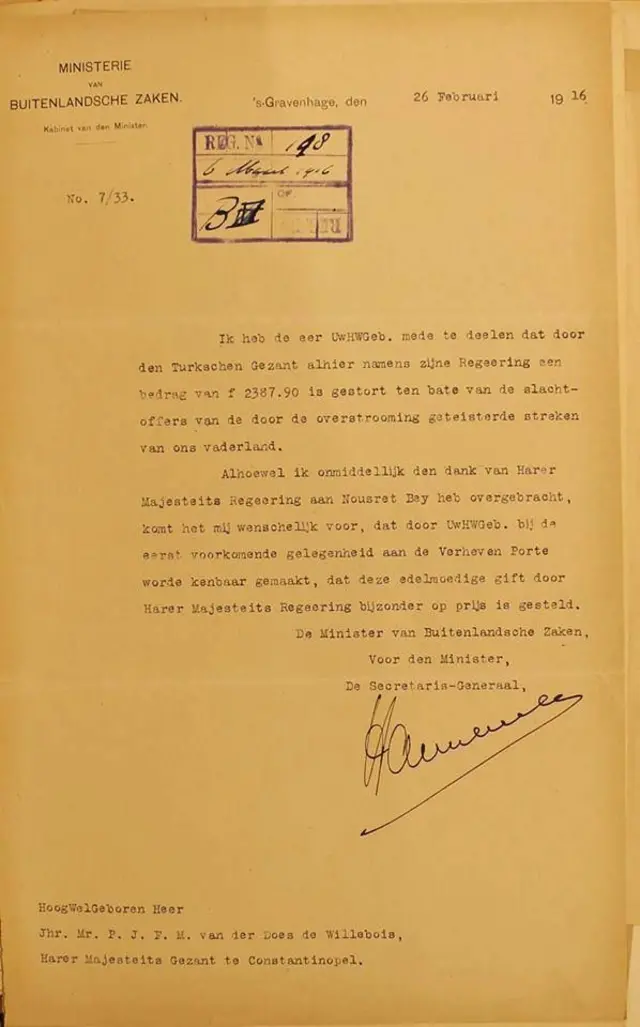 MINISTERIE
VAN
BUITENLANDSCHE ZAKEN.
Kabinet van den Minister.
's-Gravenhage, den 26 Februari 1916
REG. No 198
6 Maart 1916
B
No. 7/33.
Ik heb de eer UwHWGeb. mede te deelen dat door
den Turkschen Gezant alhier namens zijne Regeering een
bedrag van f 2387.90 is gestort ten bate van de slacht-
offers van de door de overstrooming geteisterde streken
van ons vaderland.
Alhoewel ik onmiddellijk den dank van Harer
Majesteits Regeering aan Nousret Bey heb overgebracht,
komt het mij wenschelijk voor, dat door UwHWGeb. bij de
eerst voorkomende gelegenheid aan de Verheven Porte
worde kenbaar gemaakt, dat deze edelmoedige gift door
Harer Majesteits Regeering bijzonder op prijs is gesteld.
De Minister van Buitenlandsche Zaken,
Voor den Minister,
De Secretaris-Generaal,
Hannema
HoogWelGeboren Heer
Jhr. Mr. P. J. F. M. van der Does de Willebois,
Harer Majesteits Gezant te Constantinopel.